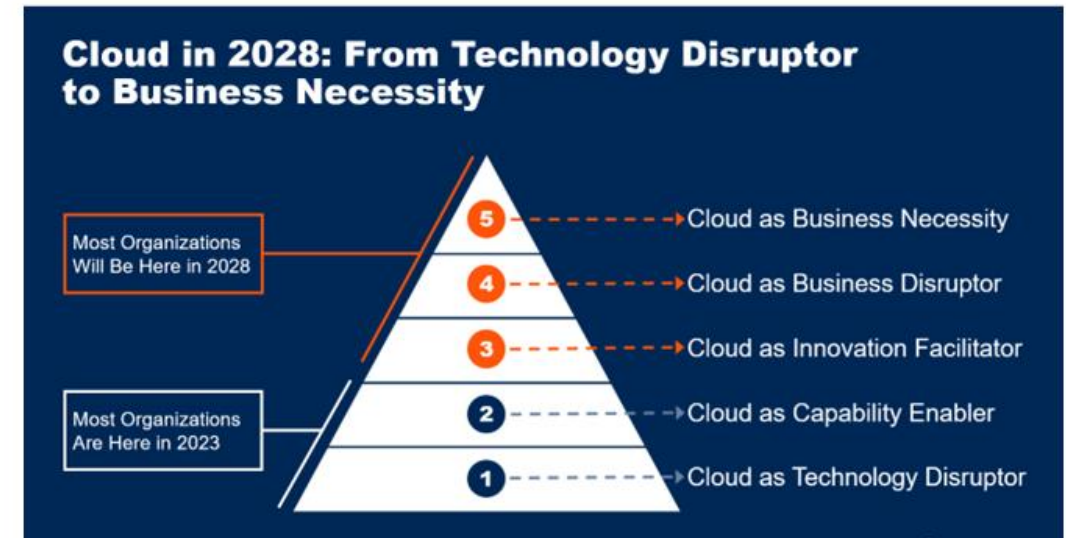 Cloud in 2028: From Technology Disruptor
to Business Necessity
5
Cloud as Business Necessity
Most Organizations
Will Be Here in 2028
4
Cloud as Business Disruptor
3
Cloud as Innovation Facilitator
Most Organizations
Are Here in 2023
2
Cloud as Capability Enabler
1
Cloud as Technology Disruptor